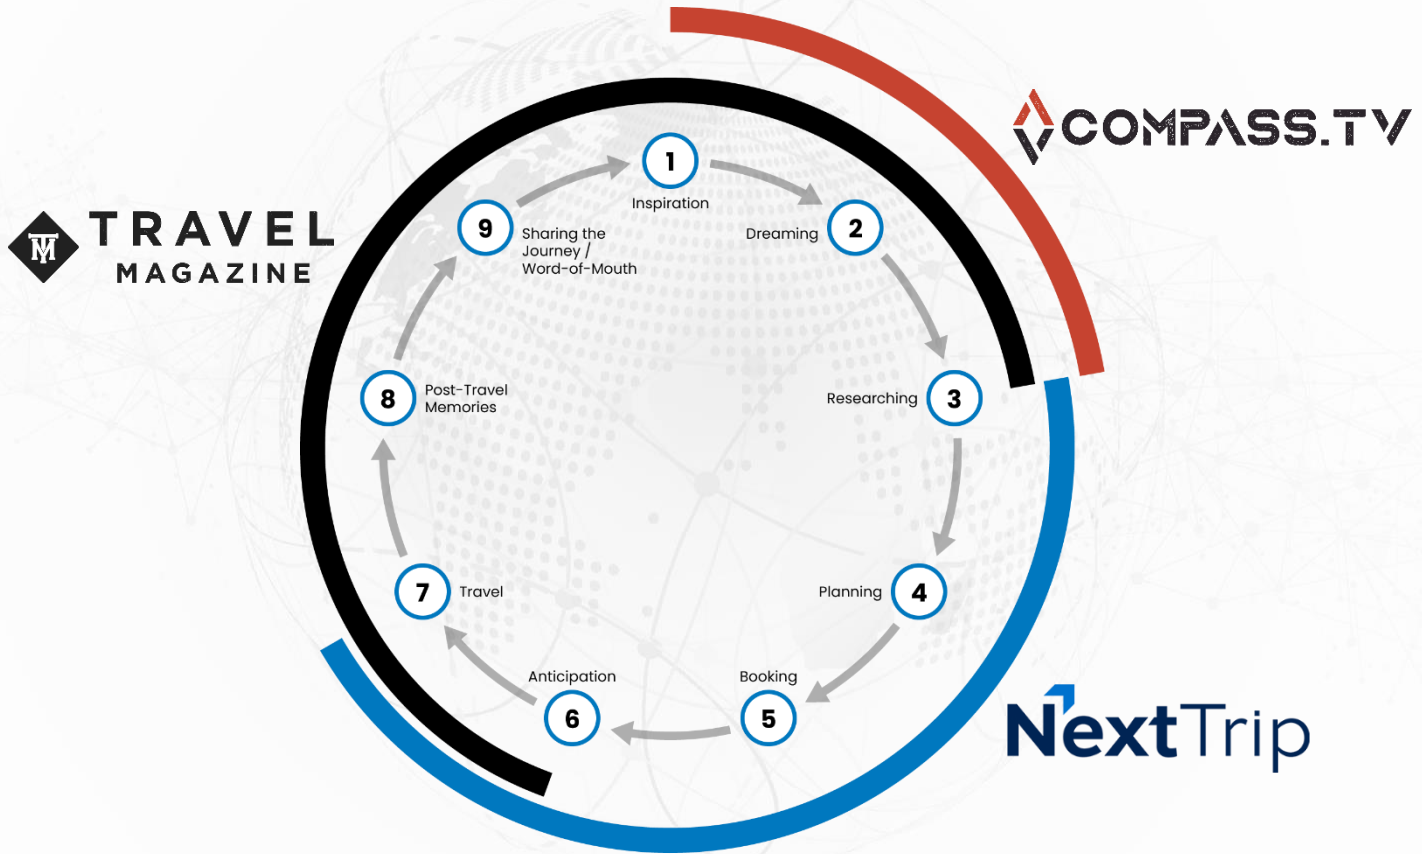 COMPASS.TV
TM
TRAVEL
MAGAZINE
1
Inspiration
2
Dreaming
3
Researching
4
Planning
5
Booking
6
Anticipation
7
Travel
8
Post-Travel
Memories
9
Sharing the
Journey /
Word-of-Mouth
NextTrip